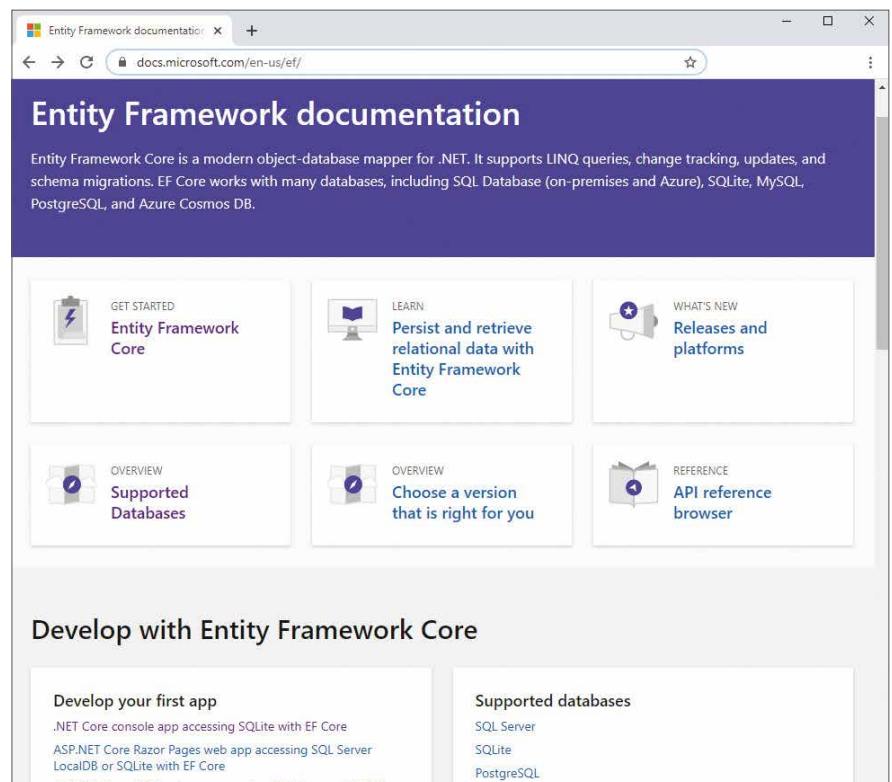 Entity Framework documentation
docs.microsoft.com/en-us/ef/
Entity Framework documentation
Entity Framework Core is a modern object-database mapper for .NET. It supports LINQ queries, change tracking, updates, and
schema migrations. EF Core works with many databases, including SQL Database (on-premises and Azure), SQLite, MySQL,
PostgreSQL, and Azure Cosmos DB.
GET STARTED
Entity Framework
Core
LEARN
Persist and retrieve
relational data with
Entity Framework
Core
WHAT'S NEW
Releases and
platforms
OVERVIEW
Supported
Databases
OVERVIEW
Choose a version
that is right for you
REFERENCE
API reference
browser
Develop with Entity Framework Core
Develop your first app
.NET Core console app accessing SQLite with EF Core
ASP.NET Core Razor Pages web app accessing SQL Server
LocalDB or SQLite with EF Core
Supported databases
SQL Server
SQLite
PostgreSQL